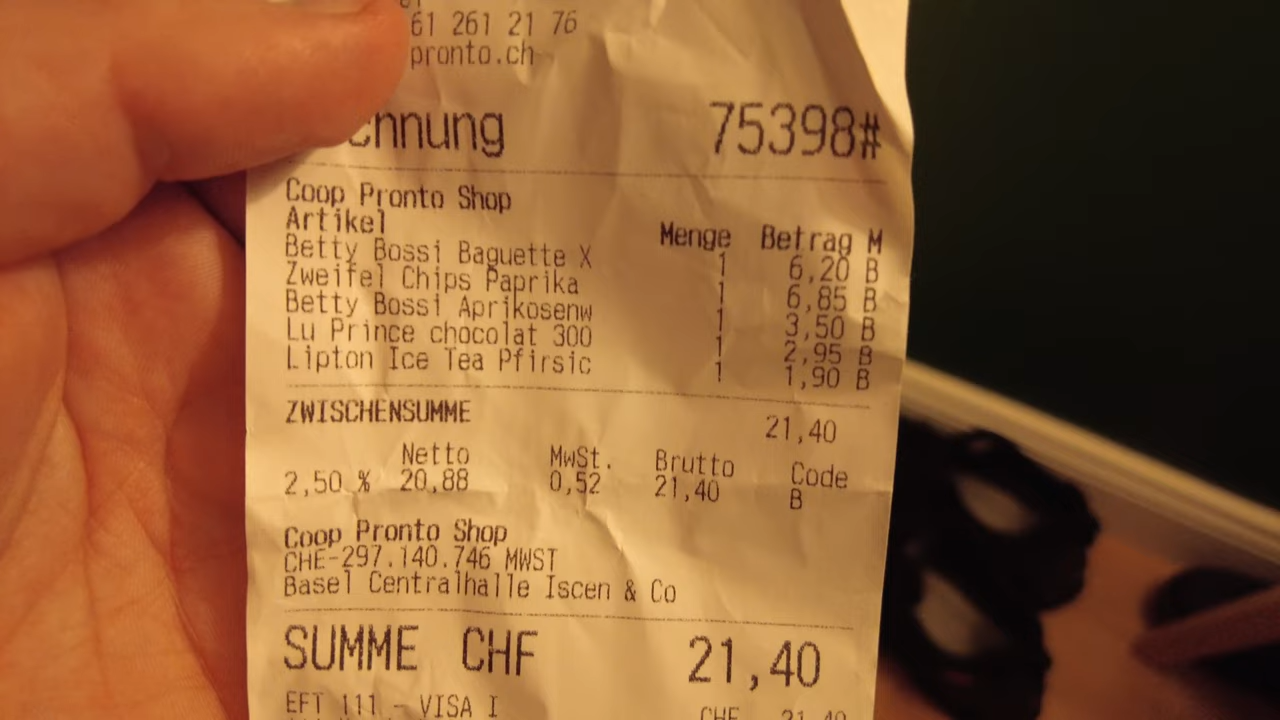 61 261 21 76
pronto.ch
chnung 75398#
Coop Pronto Shop
Artikel Menge Betrag M
Betty Bossi Baguette X 1 6,20 B
Zweifel Chips Paprika 1 6,85 B
Betty Bossi Aprikosenw 1 3,50 B
Lu Prince chocolat 300 1 2,95 B
Lipton Ice Tea Pfirsic 1 1,90 B
ZWISCHENSUMME 21,40
Netto MwSt. Brutto Code
2,50 % 20,88 0,52 21,40 B
Coop Pronto Shop
CHE-297.140.746 MWST
Basel Centralhalle Iscen & Co
SUMME CHF 21,40
EFT 111 - VISA I
CHF 21,40